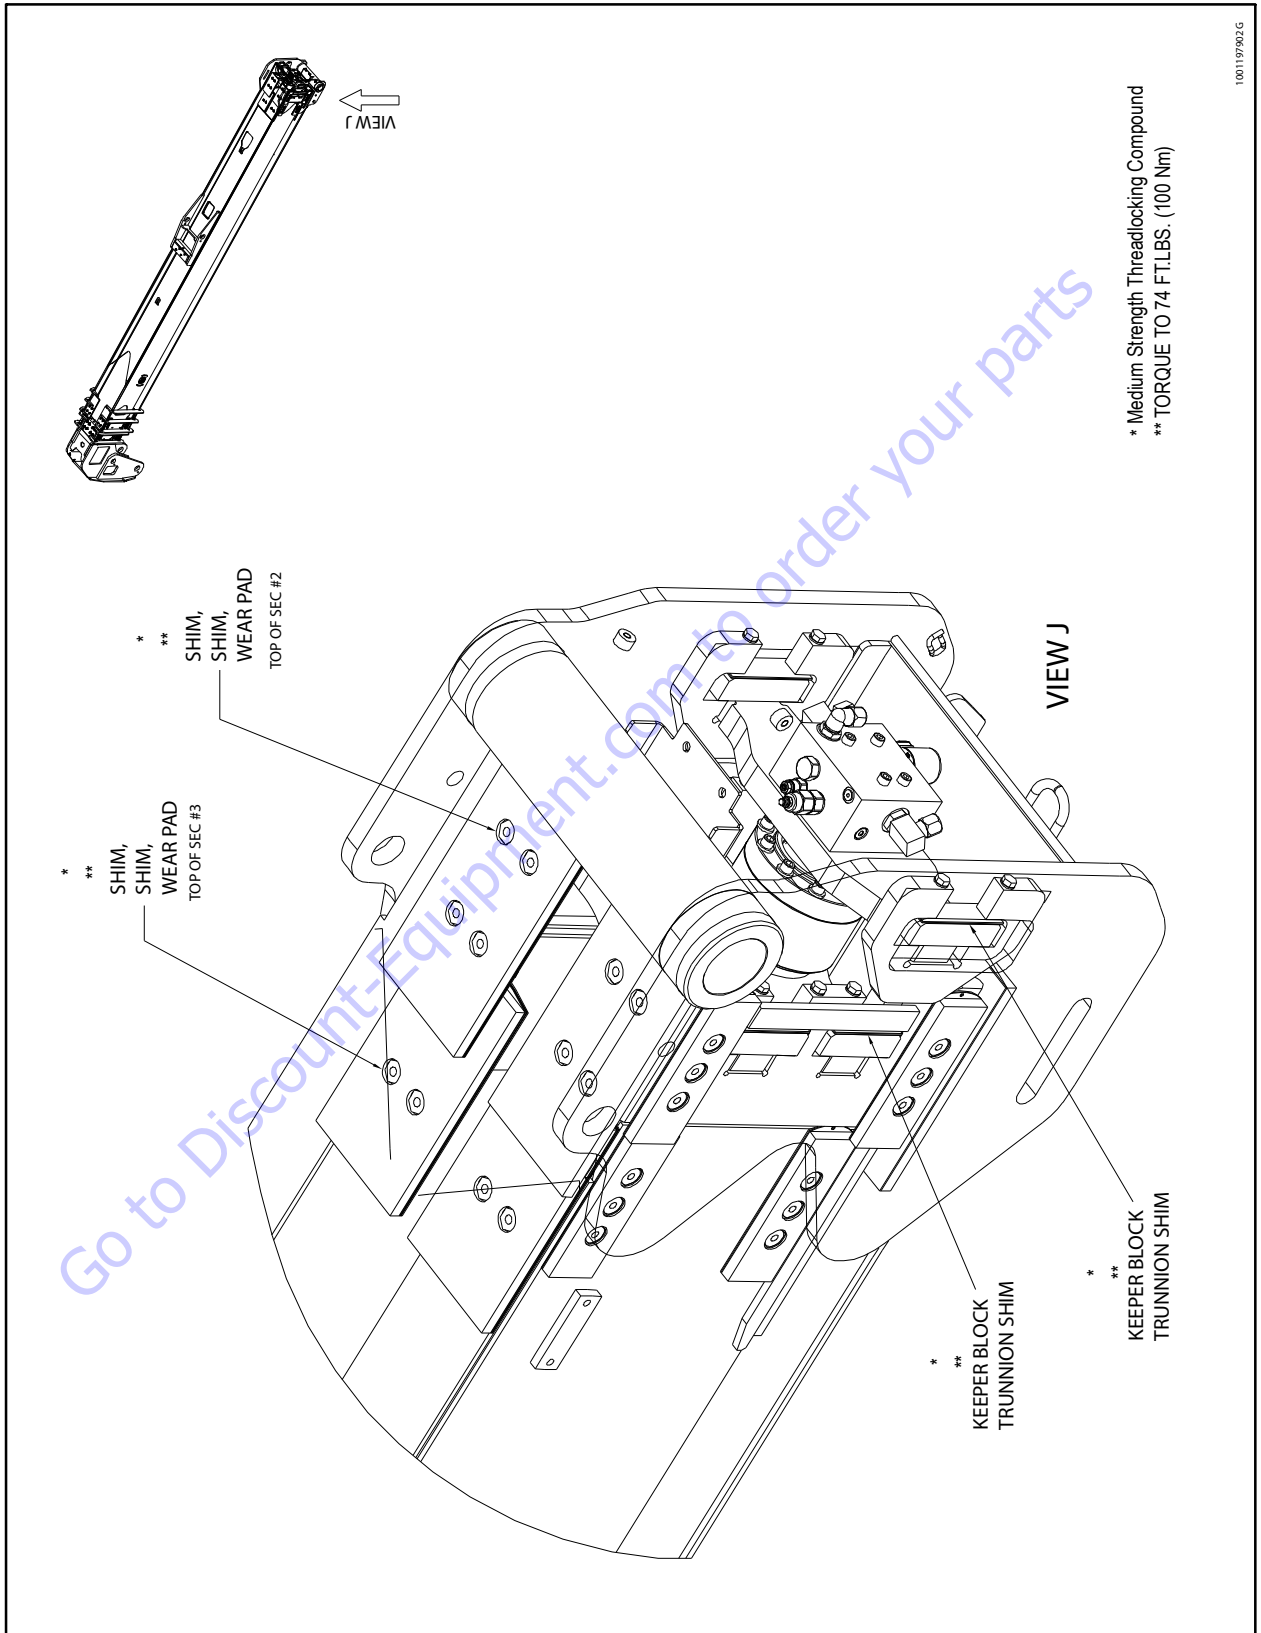 VIEW J
*
**
SHIM,
SHIM,
WEAR PAD
TOP OF SEC #3
*
**
SHIM,
SHIM,
WEAR PAD
TOP OF SEC #2
*
**
KEEPER BLOCK
TRUNNION SHIM
*
**
KEEPER BLOCK
TRUNNION SHIM
VIEW J
* Medium Strength Threadlocking Compound
** TORQUE TO 74 FT.LBS. (100 Nm)
1001197902 G
Go to Discount-Equipment.com to order your parts